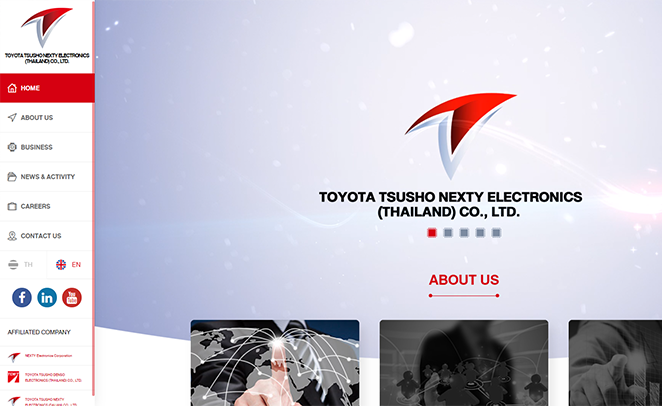 TOYOTA TSUSHO NEXTY ELECTRONICS
(THAILAND) CO., LTD.
HOME
ABOUT US
BUSINESS
NEWS & ACTIVITY
CAREERS
CONTACT US
TH
EN
You
Tube
AFFILIATED COMPANY
NEXTY Electronics Corporation
TOYOTA TSUSHO DENSO
ELECTRONICS (THAILAND) CO., LTD.
TOYOTA TSUSHO NEXTY
TOYOTA TSUSHO NEXTY ELECTRONICS
(THAILAND) CO., LTD.
ABOUT US